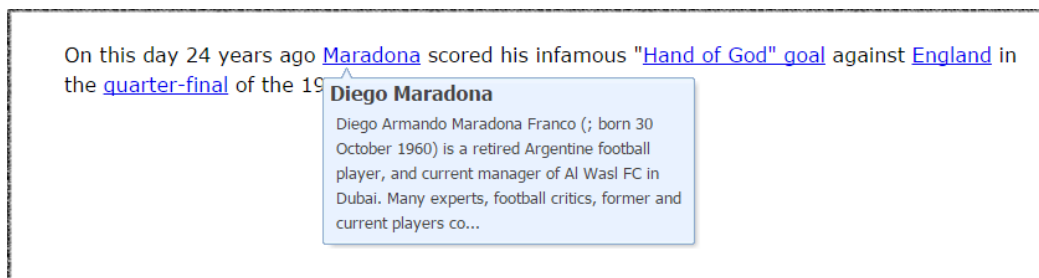 On this day 24 years ago Maradona scored his infamous "Hand of God" goal against England in
the quarter-final of the 19
Diego Maradona
Diego Armando Maradona Franco (; born 30
October 1960) is a retired Argentine football
player, and current manager of Al Wasl FC in
Dubai. Many experts, football critics, former and
current players co...